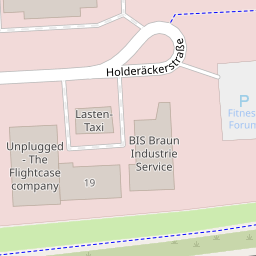 Holderäckerstraße
P
Fitness
Forum
Lasten-
Taxi
BIS Braun
Industrie
Service
Unplugged
- The
Flightcase
company
19